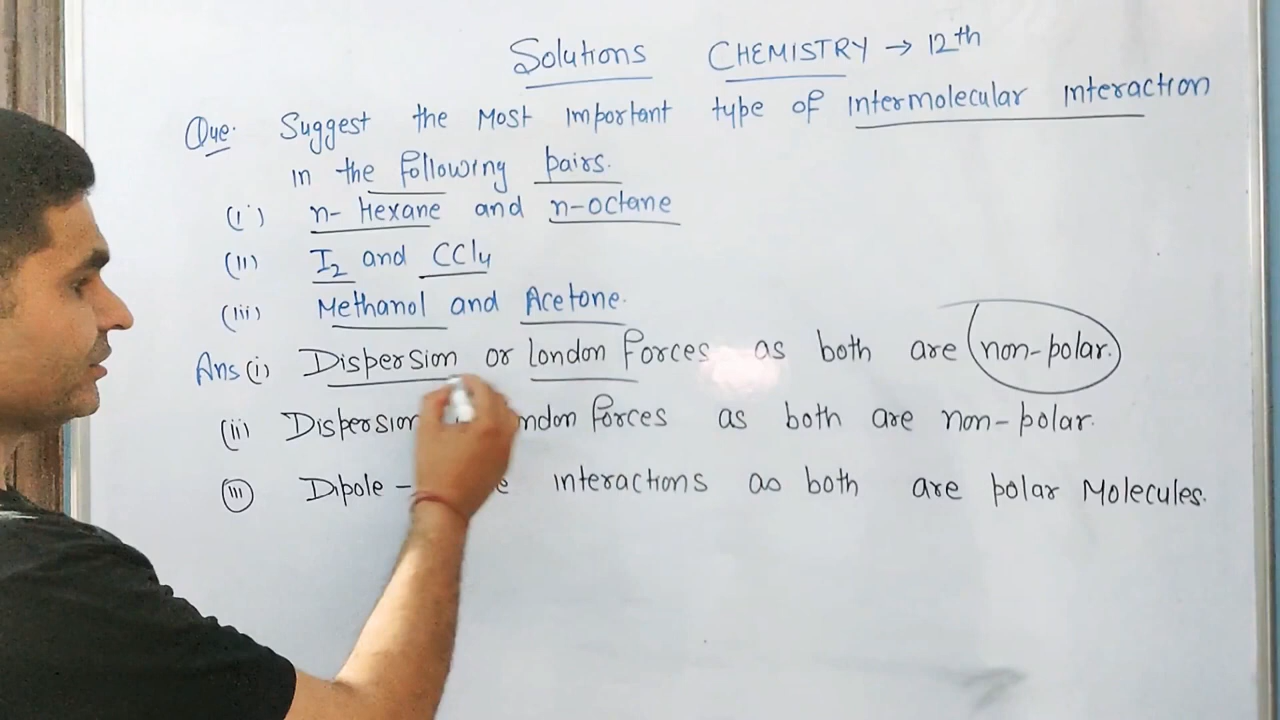 Solutions CHEMISTRY → 12th
Que. Suggest the Most Important type of intermolecular interaction
in the following pairs.
(i) n-Hexane and n-octane
(ii) I2 and CCl4
(iii) Methanol and Acetone.
Ans (i) Dispersion or London forces as both are non-polar.
(ii) Dispersion forces as both are non-polar.
(iii) Dipole - interactions as both are polar Molecules.